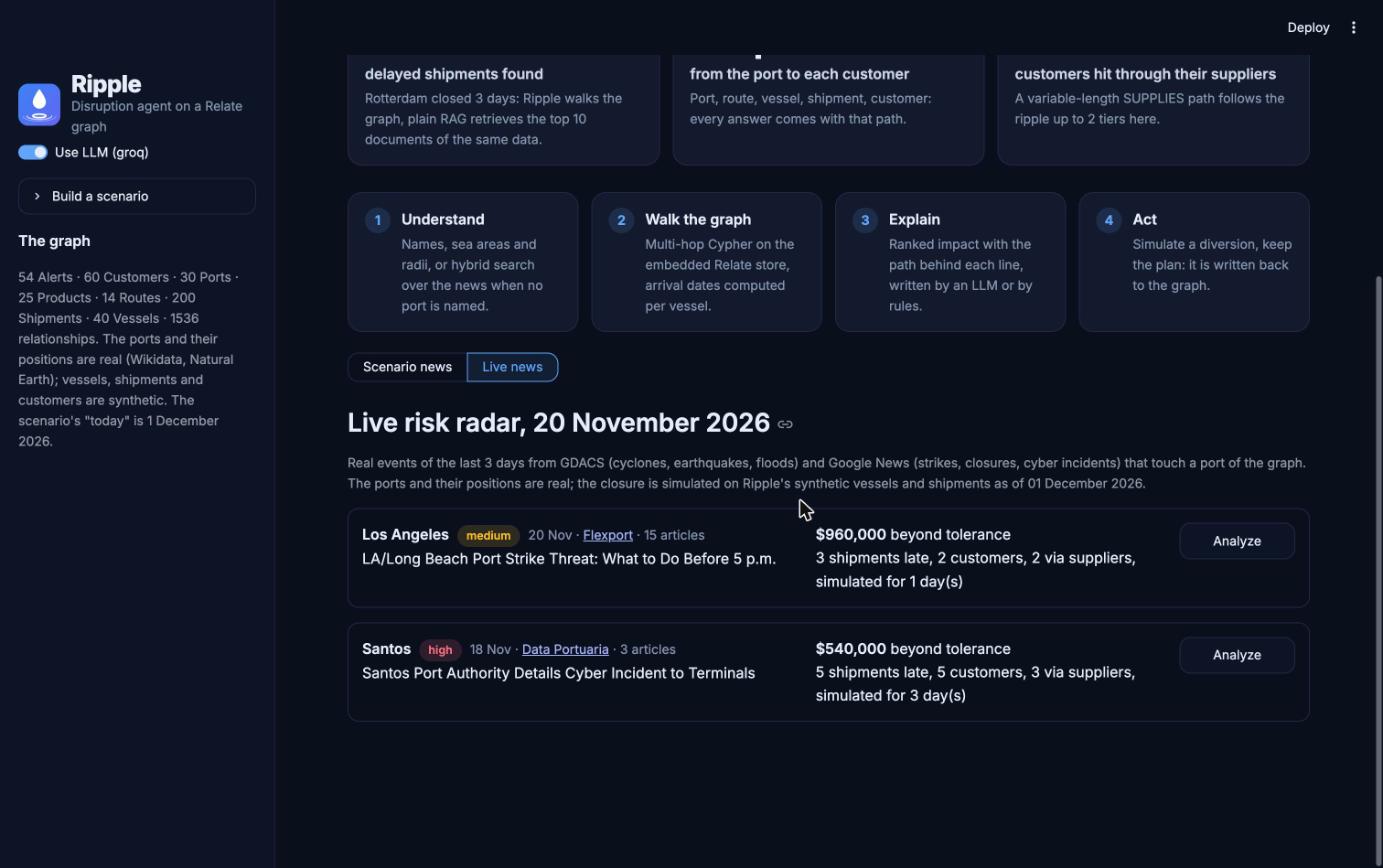 Deploy
Ripple
Disruption agent on a Relate
graph
Use LLM (groq)
Build a scenario
The graph
54 Alerts · 60 Customers · 30 Ports ·
25 Products · 14 Routes · 200
Shipments · 40 Vessels · 1536
relationships. The ports and their
positions are real (Wikidata, Natural
Earth); vessels, shipments and
customers are synthetic. The
scenario's "today" is 1 December
2026.
delayed shipments found
Rotterdam closed 3 days: Ripple walks the
graph, plain RAG retrieves the top 10
documents of the same data.
from the port to each customer
Port, route, vessel, shipment, customer:
every answer comes with that path.
customers hit through their suppliers
A variable-length SUPPLIES path follows the
ripple up to 2 tiers here.
1 Understand
Names, sea areas and
radii, or hybrid search
over the news when no
port is named.
2 Walk the graph
Multi-hop Cypher on the
embedded Relate store,
arrival dates computed
per vessel.
3 Explain
Ranked impact with the
path behind each line,
written by an LLM or by
rules.
4 Act
Simulate a diversion, keep
the plan: it is written back
to the graph.
Scenario news
Live news
Live risk radar, 20 November 2026
Real events of the last 3 days from GDACS (cyclones, earthquakes, floods) and Google News (strikes, closures, cyber incidents) that touch a port of the graph.
The ports and their positions are real; the closure is simulated on Ripple's synthetic vessels and shipments as of 01 December 2026.
Los Angeles medium 20 Nov · Flexport · 15 articles
LA/Long Beach Port Strike Threat: What to Do Before 5 p.m.
$960,000 beyond tolerance
3 shipments late, 2 customers, 2 via suppliers,
simulated for 1 day(s)
Analyze
Santos high 18 Nov · Data Portuaria · 3 articles
Santos Port Authority Details Cyber Incident to Terminals
$540,000 beyond tolerance
5 shipments late, 5 customers, 3 via suppliers,
simulated for 3 day(s)
Analyze